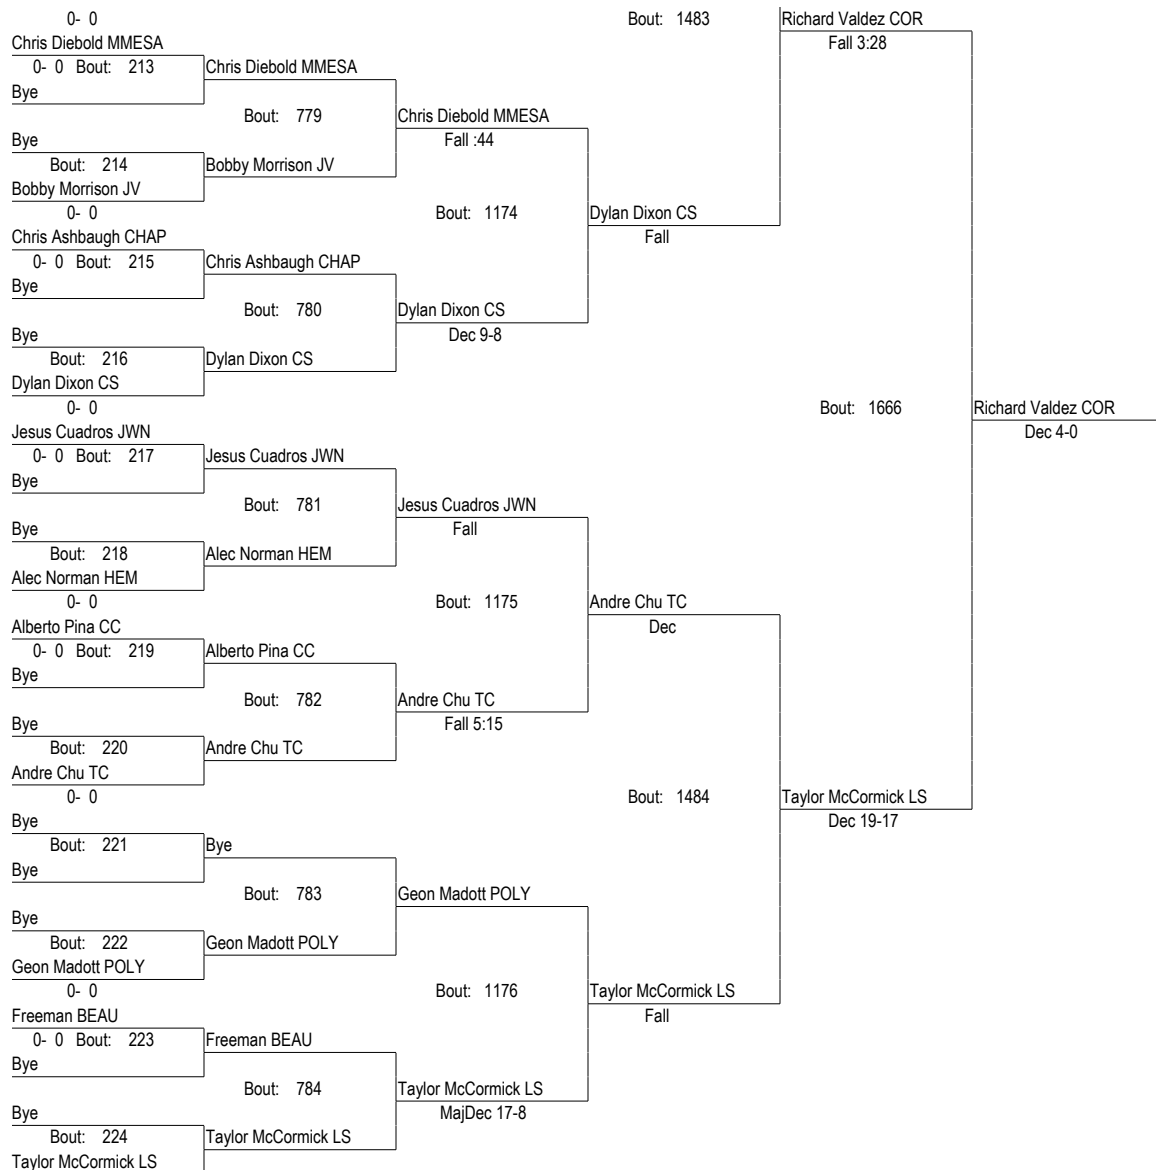 0- 0 Bout: 1483 Richard Valdez COR
Chris Diebold MMESA Fall 3:28
0- 0 Bout: 213 Chris Diebold MMESA
Bye
Bout: 779 Chris Diebold MMESA
Bye Fall :44
Bout: 214 Bobby Morrison JV
Bobby Morrison JV
0- 0 Bout: 1174 Dylan Dixon CS
Chris Ashbaugh CHAP Fall
0- 0 Bout: 215 Chris Ashbaugh CHAP
Bye
Bout: 780 Dylan Dixon CS
Bye Dec 9-8
Bout: 216 Dylan Dixon CS
Dylan Dixon CS
0- 0 Bout: 1666 Richard Valdez COR
Jesus Cuadros JWN Dec 4-0
0- 0 Bout: 217 Jesus Cuadros JWN
Bye
Bout: 781 Jesus Cuadros JWN
Bye Fall
Bout: 218 Alec Norman HEM
Alec Norman HEM
0- 0 Bout: 1175 Andre Chu TC
Alberto Pina CC Dec
0- 0 Bout: 219 Alberto Pina CC
Bye
Bout: 782 Andre Chu TC
Bye Fall 5:15
Bout: 220 Andre Chu TC
Andre Chu TC
0- 0 Bout: 1484 Taylor McCormick LS
Bye Dec 19-17
Bout: 221 Bye
Bye
Bout: 783 Geon Madott POLY
Bye
Bout: 222 Geon Madott POLY
Geon Madott POLY
0- 0 Bout: 1176 Taylor McCormick LS
Freeman BEAU Fall
0- 0 Bout: 223 Freeman BEAU
Bye
Bout: 784 Taylor McCormick LS
Bye MajDec 17-8
Bout: 224 Taylor McCormick LS
Taylor McCormick LS